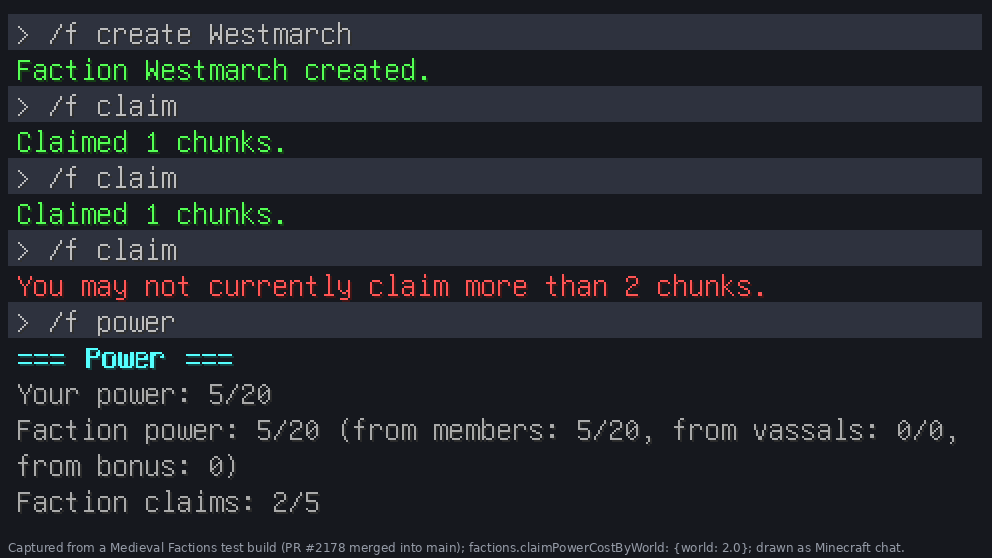 > /f create Westmarch
Faction Westmarch created.
> /f claim
Claimed 1 chunks.
> /f claim
Claimed 1 chunks.
> /f claim
You may not currently claim more than 2 chunks.
> /f power
=== Power ===
Your power: 5/20
Faction power: 5/20 (from members: 5/20, from vassals: 0/0,
from bonus: 0)
Faction claims: 2/5
Captured from a Medieval Factions test build (PR #2178 merged into main); factions.claimPowerCostByWorld: {world: 2.0}; drawn as Minecraft chat.